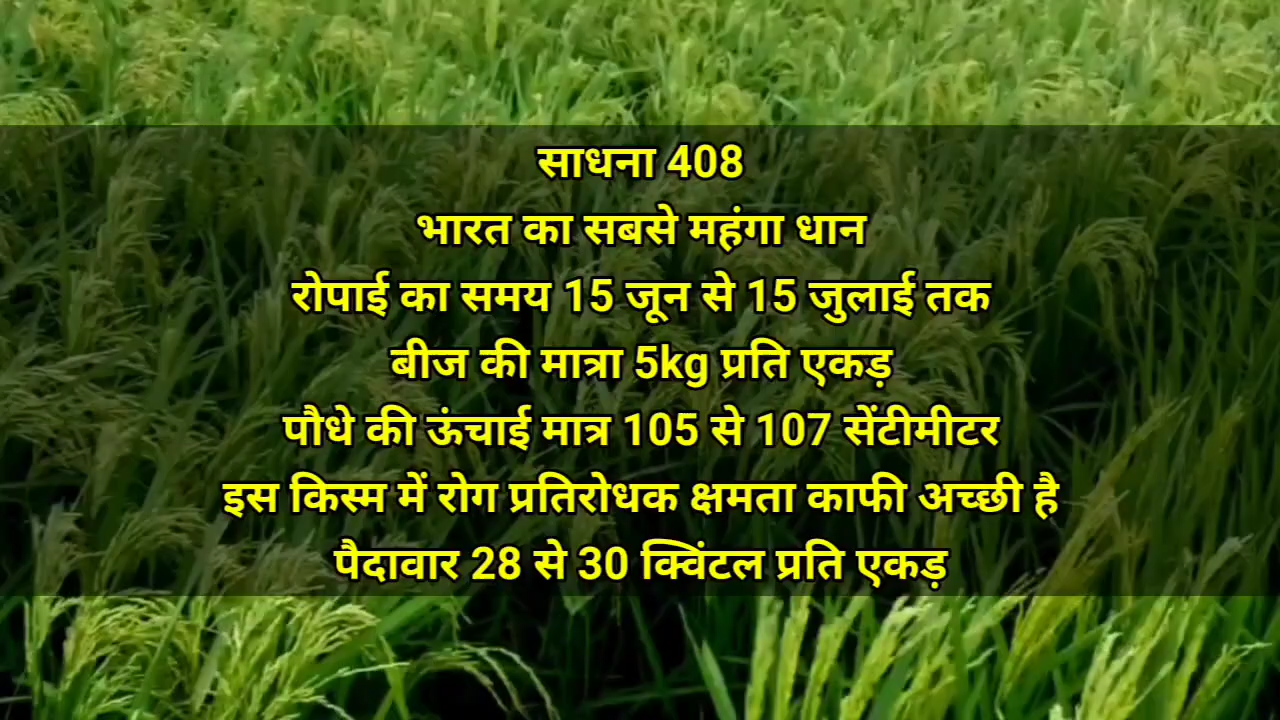 साधना 408
भारत का सबसे महंगा धान
रोपाई का समय 15 जून से 15 जुलाई तक
बीज की मात्रा 5kg प्रति एकड़
पौधे की ऊंचाई मात्र 105 से 107 सेंटीमीटर
इस किस्म में रोग प्रतिरोधक क्षमता काफी अच्छी है
पैदावार 28 से 30 क्विंटल प्रति एकड़